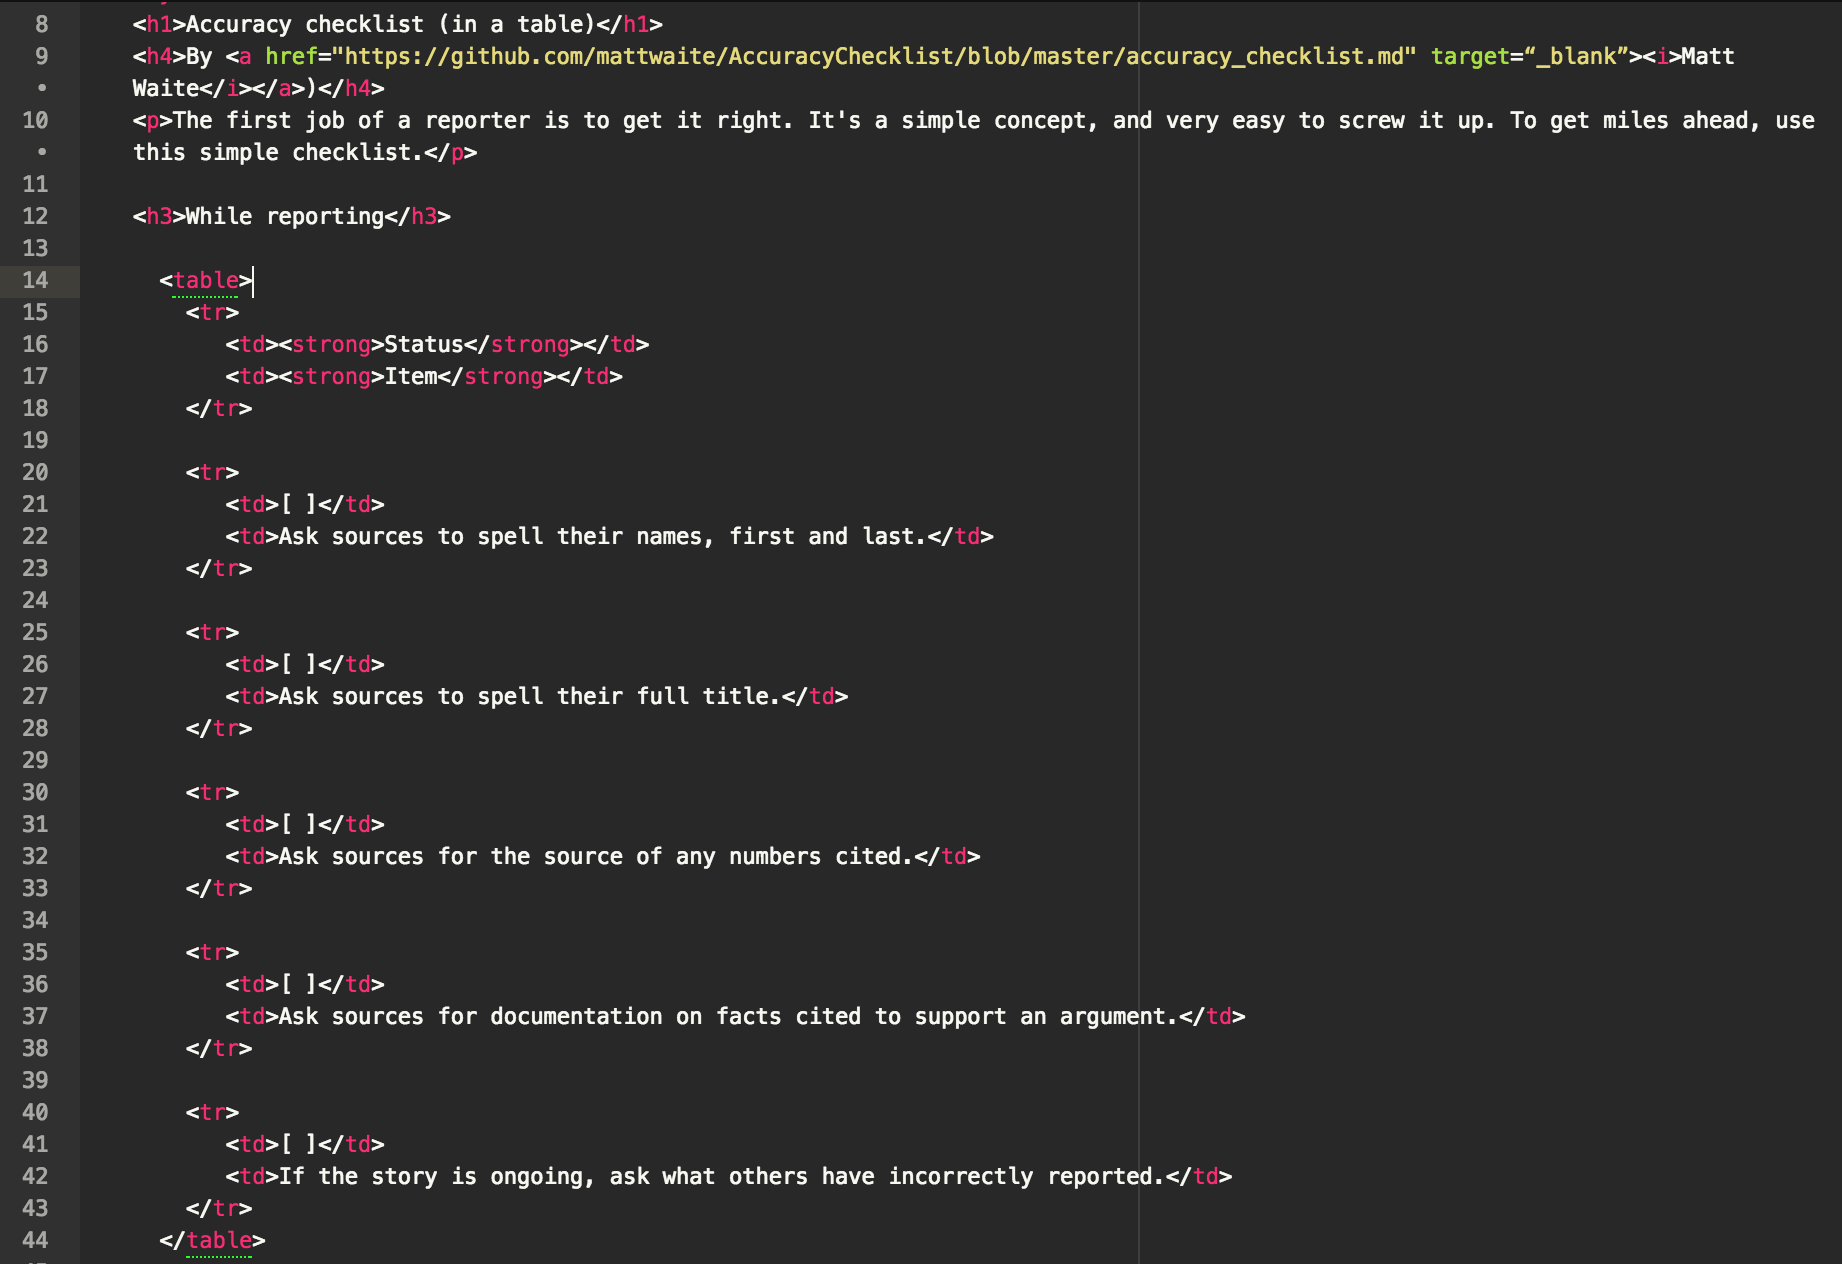 8 <h1>Accuracy checklist (in a table)</h1>
9 <h4>By <a href="https://github.com/mattwaite/AccuracyChecklist/blob/master/accuracy_checklist.md" target=“_blank”><i>Matt
• Waite</i></a>)</h4>
10 <p>The first job of a reporter is to get it right. It's a simple concept, and very easy to screw it up. To get miles ahead, use
• this simple checklist.</p>
11
12 <h3>While reporting</h3>
13
14 <table>
15 <tr>
16 <td><strong>Status</strong></td>
17 <td><strong>Item</strong></td>
18 </tr>
19
20 <tr>
21 <td>[ ]</td>
22 <td>Ask sources to spell their names, first and last.</td>
23 </tr>
24
25 <tr>
26 <td>[ ]</td>
27 <td>Ask sources to spell their full title.</td>
28 </tr>
29
30 <tr>
31 <td>[ ]</td>
32 <td>Ask sources for the source of any numbers cited.</td>
33 </tr>
34
35 <tr>
36 <td>[ ]</td>
37 <td>Ask sources for documentation on facts cited to support an argument.</td>
38 </tr>
39
40 <tr>
41 <td>[ ]</td>
42 <td>If the story is ongoing, ask what others have incorrectly reported.</td>
43 </tr>
44 </table>